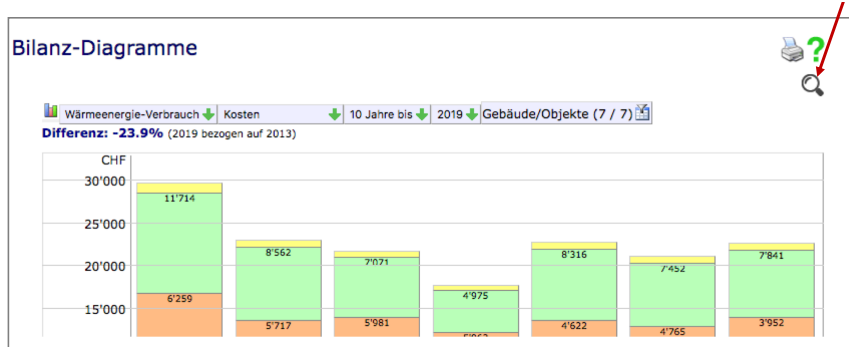 Bilanz-Diagramme
?
Wärmeenergie-Verbrauch Kosten 10 Jahre bis 2019 Gebäude/Objekte (7 / 7)
Differenz: -23.9% (2019 bezogen auf 2013)
CHF
30'000
11'714
25'000
8'562 7'071 8'316 7'452 7'841
20'000
6'259 4'975
15'000
5'717 5'981 4'622 4'765 3'952